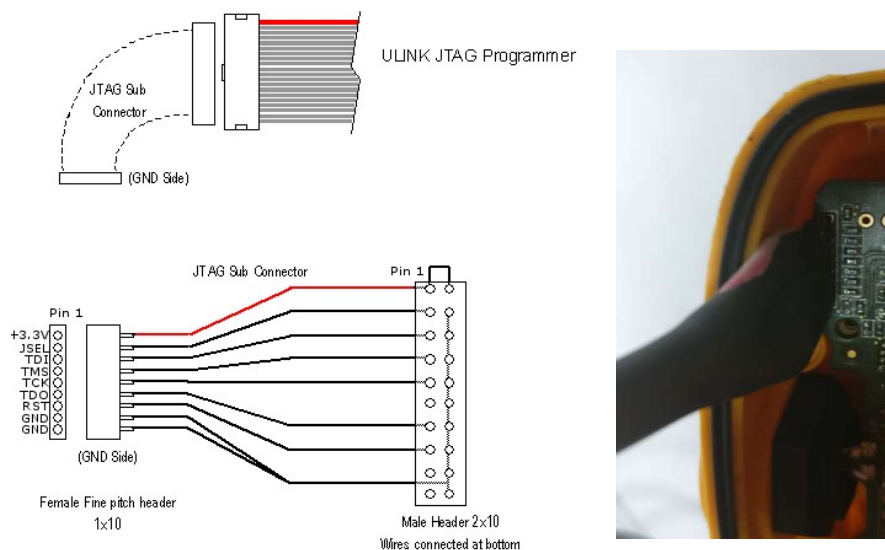 ULINK JTAG Programmer
JTAG Sub
Connector
(GND Side)
JTAG Sub Connector
Pin 1
Pin 1
+3.3V
JSEL
TDI
TMS
TCK
TDO
RST
GND
GND
(GND Side)
Female Fine pitch header
1x10
Male Header 2x10
Wires connected at bottom